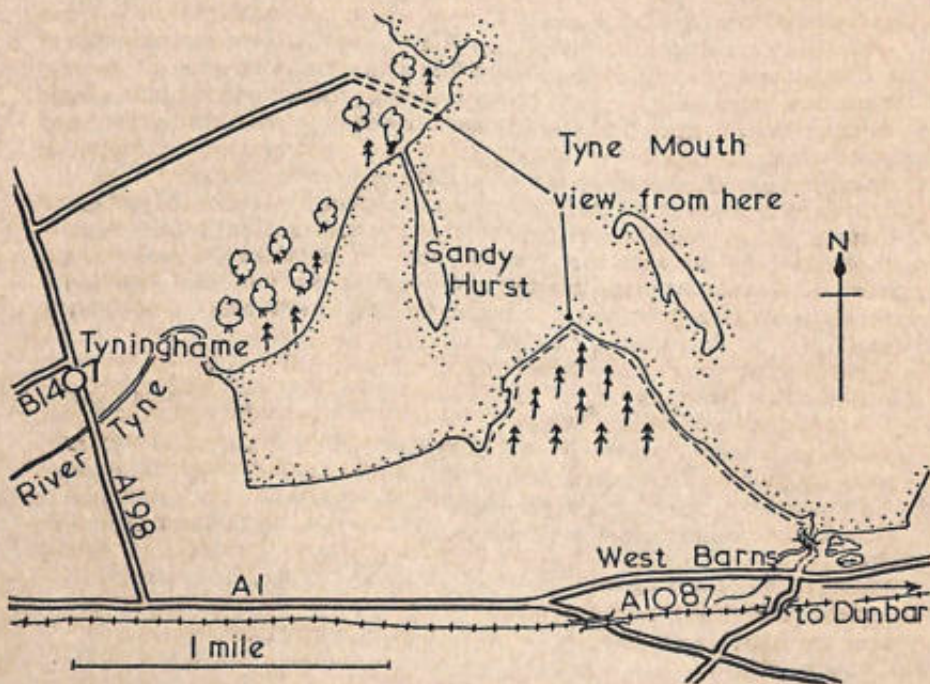 Tyne Mouth
view from here
Sandy
Hurst
N
Tyninghame
B1407
River Tyne
A198
A1
West Barns
A1087
to Dunbar
1 mile